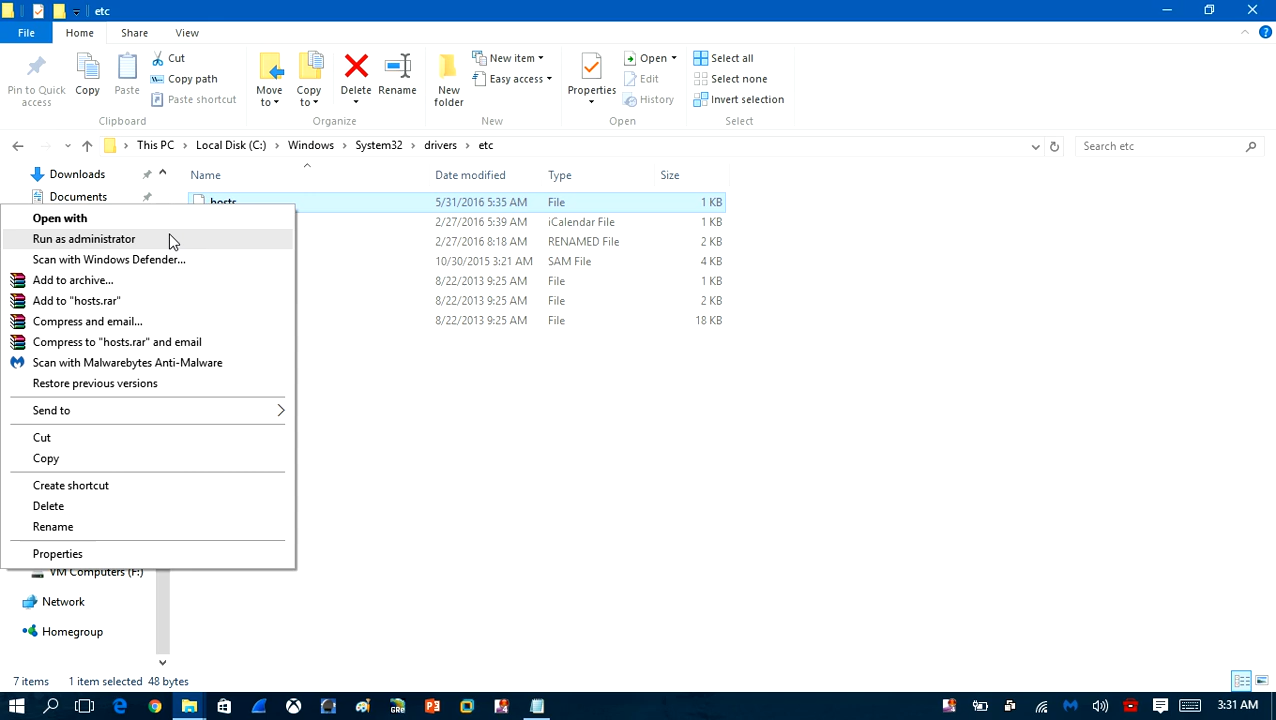 etc
File
Home
Share
View
Pin to Quick access
Copy
Paste
Cut
Copy path
Paste shortcut
Clipboard
Move to
Copy to
Delete
Rename
Organize
New folder
New item
Easy access
New
Properties
Open
Edit
History
Open
Select all
Select none
Invert selection
Select
This PC > Local Disk (C:) > Windows > System32 > drivers > etc
Search etc
Downloads
Documents
Name Date modified Type Size
hosts 5/31/2016 5:35 AM File 1 KB
2/27/2016 5:39 AM iCalendar File 1 KB
2/27/2016 8:18 AM RENAMED File 2 KB
10/30/2015 3:21 AM SAM File 4 KB
8/22/2013 9:25 AM File 1 KB
8/22/2013 9:25 AM File 2 KB
8/22/2013 9:25 AM File 18 KB
Open with
Run as administrator
Scan with Windows Defender...
Add to archive...
Add to "hosts.rar"
Compress and email...
Compress to "hosts.rar" and email
Scan with Malwarebytes Anti-Malware
Restore previous versions
Send to
Cut
Copy
Create shortcut
Delete
Rename
Properties
VM Computers (F:)
Network
Homegroup
7 items 1 item selected 48 bytes
GRe
3:31 AM